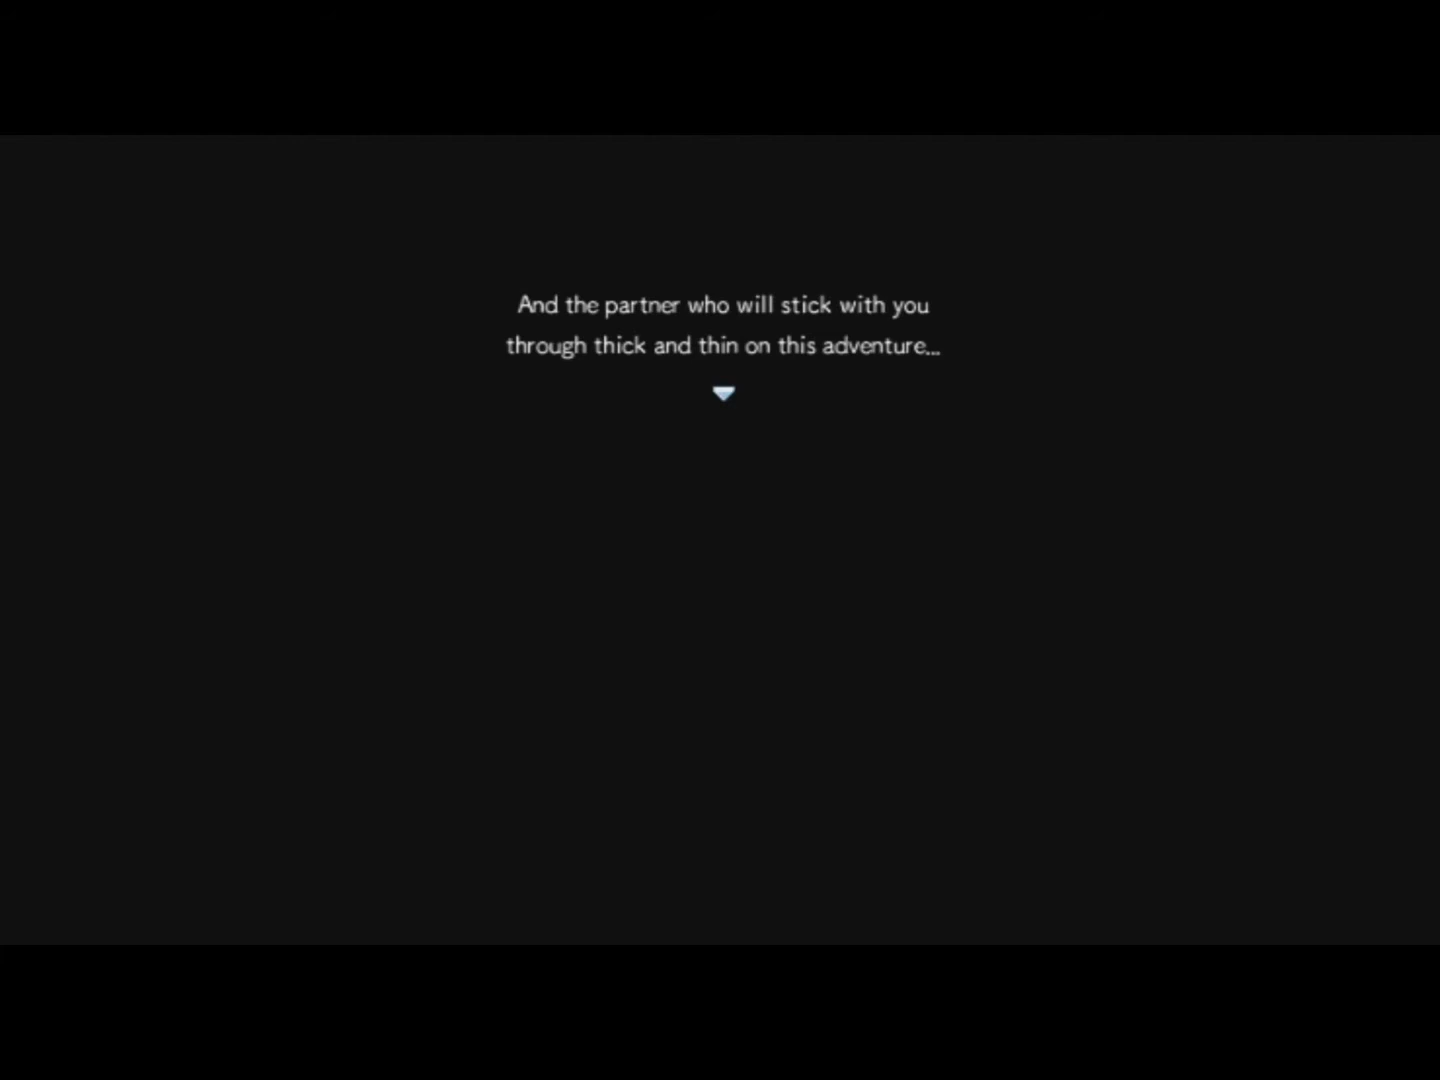 And the partner who will stick with you
through thick and thin on this adventure...